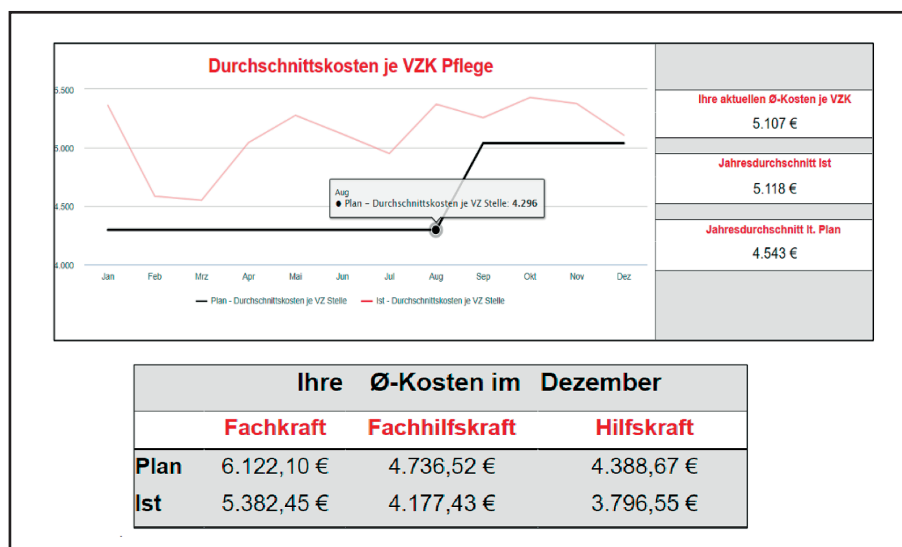 Durchschnittskosten je VZK Pflege
5.500
5.000
4.500
4.000
Aug
Plan – Durchschnittskosten je VZ Stelle: 4.296
Jan Feb Mrz Apr Mai Jun Jul Aug Sep Okt Nov Dez
Plan - Durchschnittskosten je VZ Stelle Ist - Durchschnittskosten je VZ Stelle
Ihre aktuellen Ø-Kosten je VZK
5.107 €
Jahresdurchschnitt Ist
5.118 €
Jahresdurchschnitt lt. Plan
4.543 €
Ihre Ø-Kosten im Dezember
Fachkraft Fachhilfskraft Hilfskraft
Plan 6.122,10 € 4.736,52 € 4.388,67 €
Ist 5.382,45 € 4.177,43 € 3.796,55 €